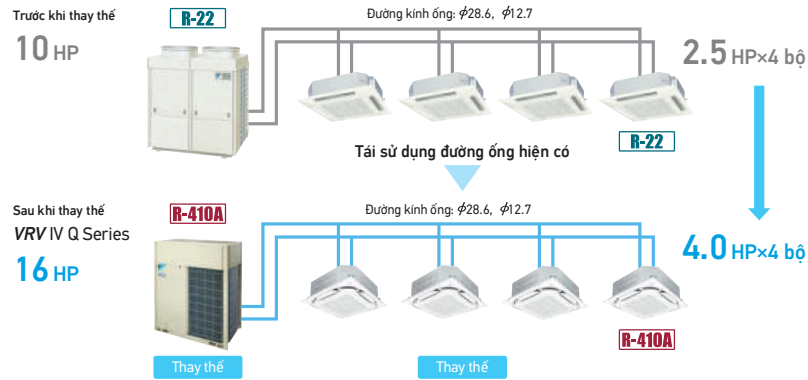 Trước khi thay thế
10 HP
R-22
Đường kính ống: φ28.6, φ12.7
2.5 HP×4 bộ
R-22
Tái sử dụng đường ống hiện có
Sau khi thay thế
VRV IV Q Series
16 HP
R-410A
Đường kính ống: φ28.6, φ12.7
4.0 HP×4 bộ
R-410A
Thay thế
Thay thế